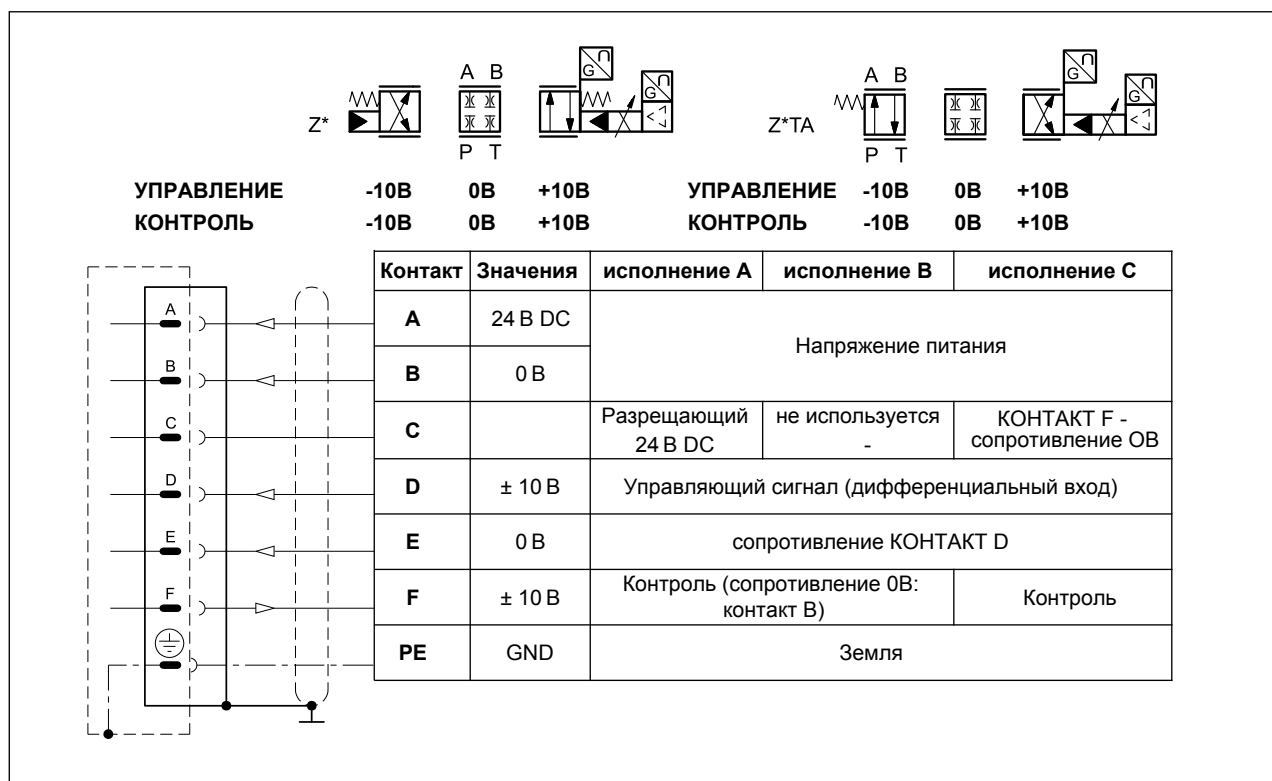 A B
Z*
P T
G
G
A B
Z*TA
P T
G
G
УПРАВЛЕНИЕ -10В 0В +10В УПРАВЛЕНИЕ -10В 0В +10В
КОНТРОЛЬ -10В 0В +10В КОНТРОЛЬ -10В 0В +10В
Контакт Значения исполнение А исполнение В исполнение С
A A 24 В DC Напряжение питания
B B 0 В
C C Разрещающий 24 В DC не используется - КОНТАКТ F - сопротивление ОВ
D D ± 10 В Управляющий сигнал (дифференциальный вход)
E E 0 В сопротивление КОНТАКТ D
F F ± 10 В Контроль (сопротивление 0В: контакт В) Контроль
PE GND Земля